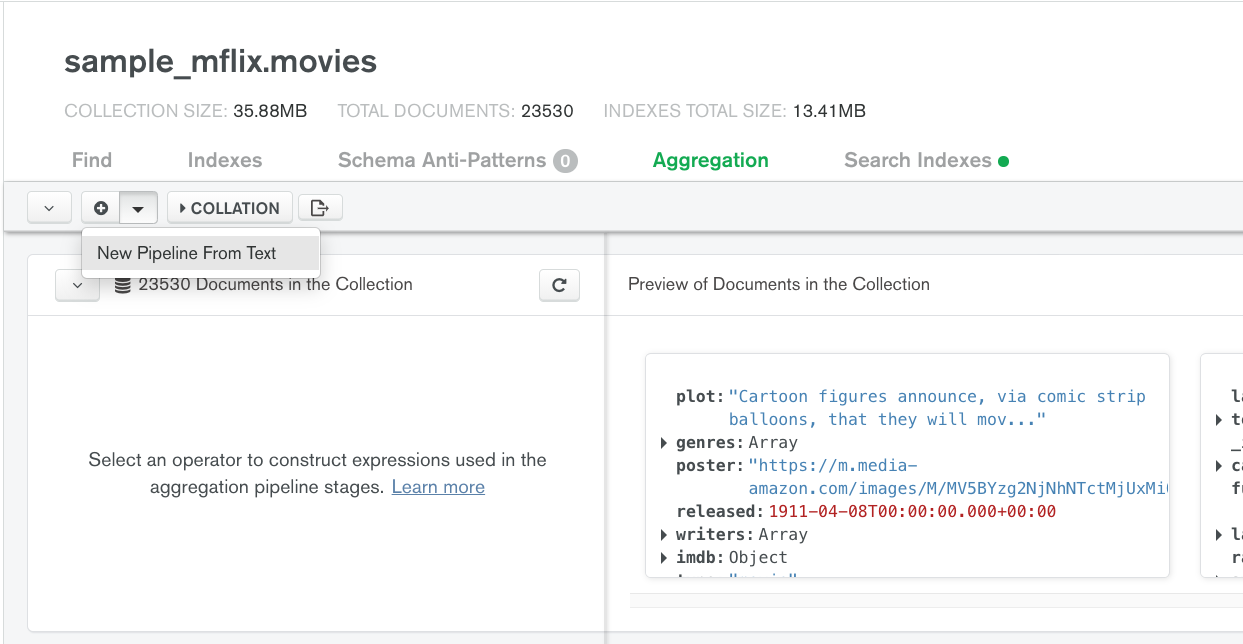 sample_mflix.movies
COLLECTION SIZE: 35.88MB TOTAL DOCUMENTS: 23530 INDEXES TOTAL SIZE: 13.41MB
Find Indexes Schema Anti-Patterns 0 Aggregation Search Indexes
COLLATION
New Pipeline From Text
23530 Documents in the Collection
Preview of Documents in the Collection
Select an operator to construct expressions used in the
aggregation pipeline stages. Learn more
plot: "Cartoon figures announce, via comic strip
balloons, that they will mov..."
genres: Array
poster: "https://m.media-
amazon.com/images/M/MV5BYzg2NjNhNTctMjUxMi
released: 1911-04-08T00:00:00.000+00:00
writers: Array
imdb: Object